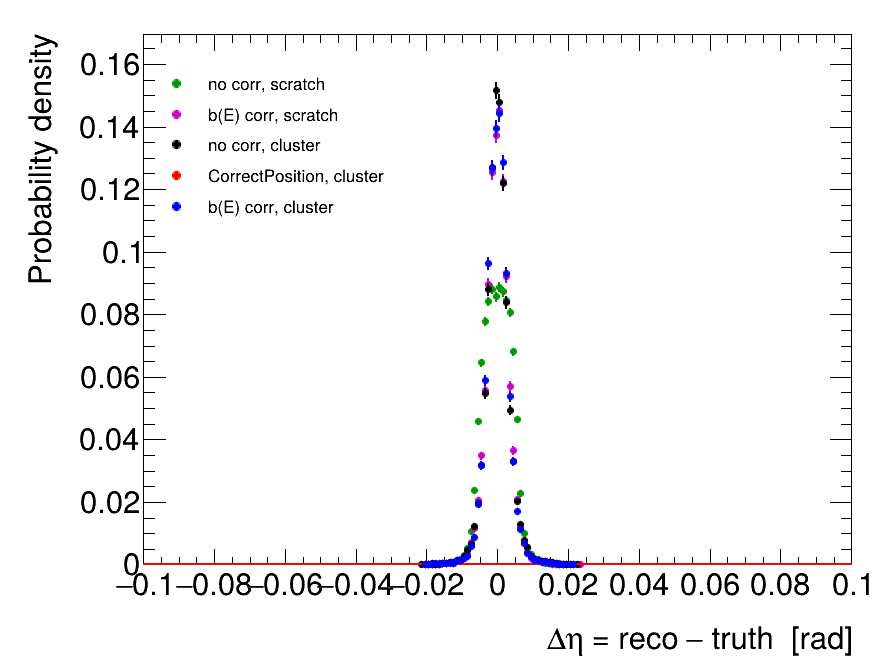 0.16
0.14
0.12
0.1
0.08
0.06
0.04
0.02
0
Probability density
no corr, scratch
b(E) corr, scratch
no corr, cluster
CorrectPosition, cluster
b(E) corr, cluster
−0.1 −0.08 −0.06 −0.04 −0.02 0 0.02 0.04 0.06 0.08 0.1
Δη = reco − truth [rad]